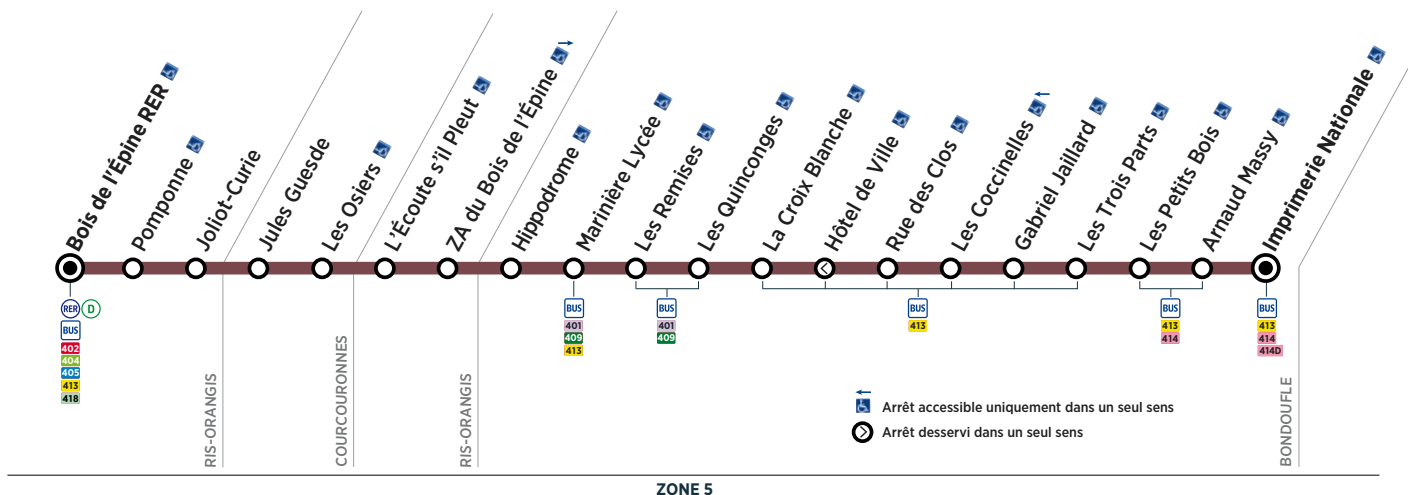 Bois de l'Épine RER
Pomponne
Joliot-Curie
Jules Guesde
Les Osiers
L'Écoute s'il Pleut
ZA du Bois de l'Épine
Hippodrome
Marinière Lycée
Les Remises
Les Quinconges
La Croix Blanche
Hôtel de Ville
Rue des Clos
Les Coccinelles
Gabriel Jaillard
Les Trois Parts
Les Petits Bois
Arnaud Massy
Imprimerie Nationale
RER D
BUS
402
404
405
413
418
BUS
401
409
413
BUS
401
409
BUS
413
BUS
413
414
BUS
413
414
414D
RIS-ORANGIS
COURCOURONNES
RIS-ORANGIS
BONDOUFLE
Arrêt accessible uniquement dans un seul sens
Arrêt desservi dans un seul sens
ZONE 5